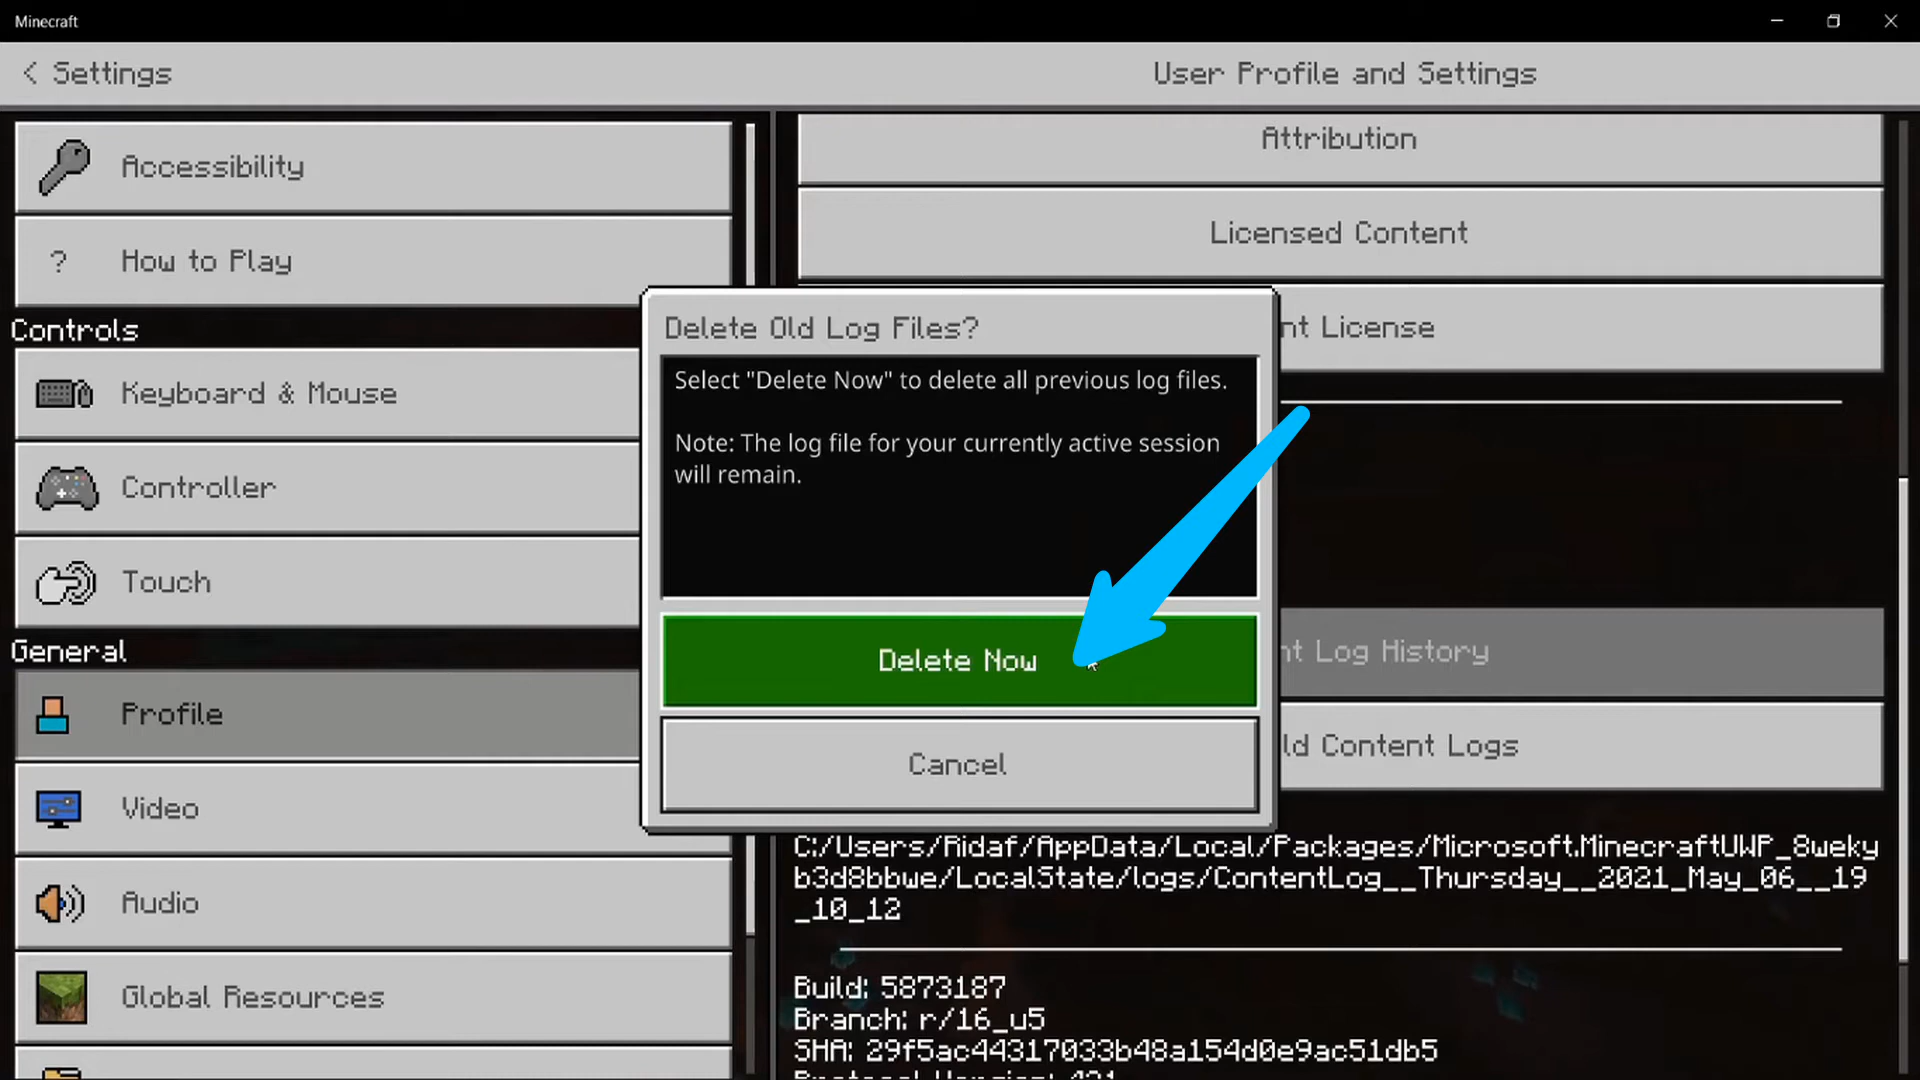 Minecraft
Settings
User Profile and Settings
Accessibility
How to Play
Controls
Keyboard & Mouse
Controller
Touch
General
Profile
Video
Audio
Global Resources
Attribution
Licensed Content
nt License
Delete Old Log Files?
Select "Delete Now" to delete all previous log files.
Note: The log file for your currently active session
will remain.
Delete Now
Cancel
nt Log History
ld Content Logs
C:/Users/Ridaf/AppData/Local/Packages/Microsoft.MinecraftUWP_8weky
b3d8bbwe/LocalState/logs/ContentLog__Thursday__2021_May_06__19
_10_12
Build: 5873187
Branch: r/16_u5
SHA: 29f5ac44317033b48a154d0e9ac51db5